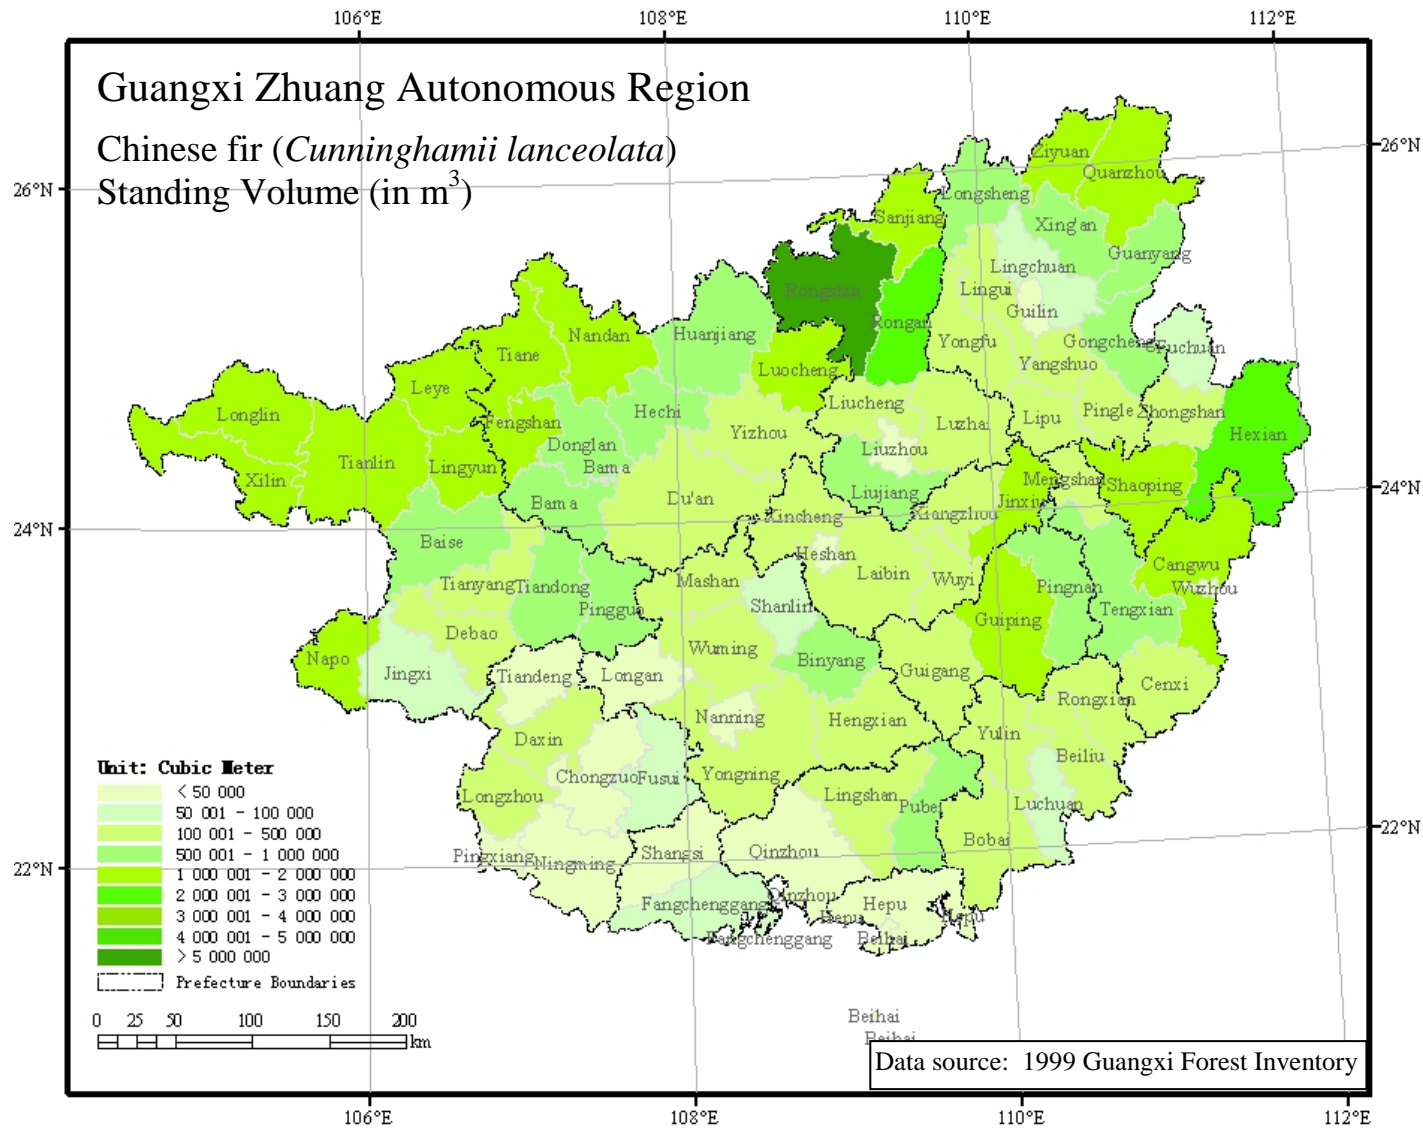 106°E 108°E 110°E 112°E
Guangxi Zhuang Autonomous Region
Chinese fir (Cunninghamii lanceolata)
Standing Volume (in m³)
26°N
26°N
Ziyuan
Quanzhou
Longsheng
Sanjiang
Xing'an
Guanyang
Lingchuan
Rongshui
Lingui
Guilin
Rongan
Nandan
Huanjiang
Yongfu
Gongcheng
Fuchuan
Tiane
Yangshuo
Luocheng
Leye
Liucheng
Longlin
Hechi
Lipu
Pingle
Zhongshan
Fengshan
Luzhai
Yizhou
Hexian
Donglan
Liuzhou
Tianlin
Lingyun
Bama
Xilin
Mengshan
Shaoping
24°N
Liujiang
Du'an
Bama
Jinxiu
Xincheng
Xiangzhou
24°N
Baise
Heshan
Cangwu
Laibin
Wuyi
Mashan
Tianyang
Tiandong
Pingnan
Wuzhou
Shanlin
Pingguo
Tengxian
Guiping
Debao
Wuming
Napo
Binyang
Jingxi
Guigang
Tiandeng
Longan
Cenxi
Rongxian
Nanning
Hengxian
Yulin
Daxin
Beiliu
Chongzuo
Fusui
Yongning
Longzhou
Lingshan
Pubei
Luchuan
22°N
Bobai
Shangsi
Qinzhou
Pingxiang
Ningming
22°N
Qinzhou
Fangchenggang
Hepu
Hepu
Hepu
Fangchenggang
Beihai
Beihai
Beihai
Unit: Cubic Meter
< 50 000
50 001 - 100 000
100 001 - 500 000
500 001 - 1 000 000
1 000 001 - 2 000 000
2 000 001 - 3 000 000
3 000 001 - 4 000 000
4 000 001 - 5 000 000
> 5 000 000
Prefecture Boundaries
0 25 50 100 150 200
km
Data source: 1999 Guangxi Forest Inventory
106°E 108°E 110°E 112°E